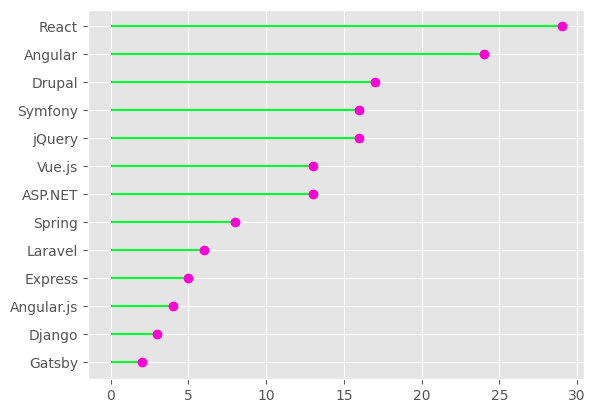 React
Angular
Drupal
Symfony
jQuery
Vue.js
ASP.NET
Spring
Laravel
Express
Angular.js
Django
Gatsby
0 5 10 15 20 25 30